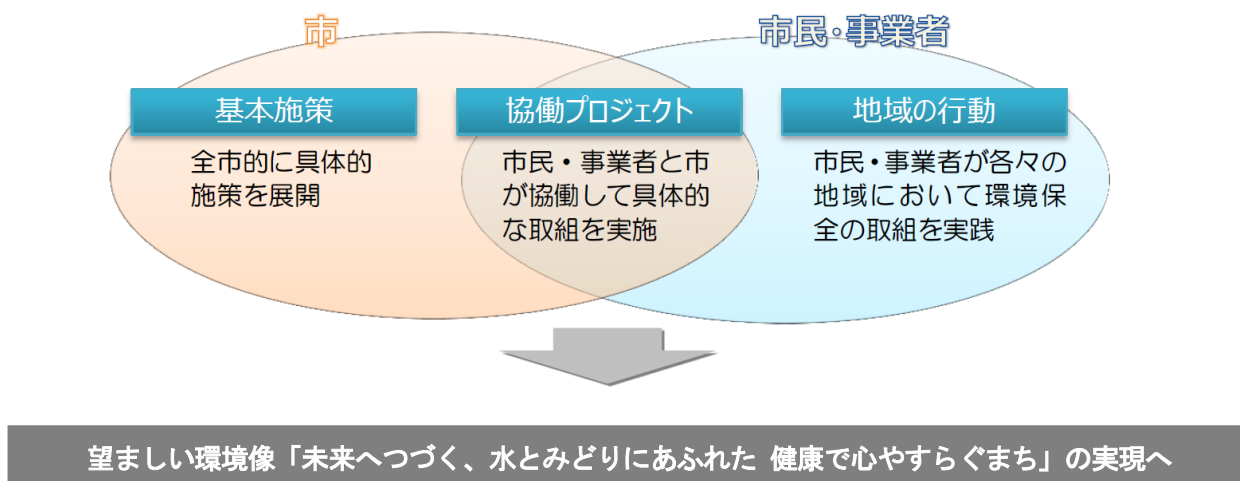 市
市民・事業者
基本施策
全市的に具体的
施策を展開
協働プロジェクト
市民・事業者と市
が協働して具体的
な取組を実施
地域の行動
市民・事業者が各々の
地域において環境保
全の取組を実践
望ましい環境像「未来へつづく、水とみどりにあふれた 健康で心やすらぐまち」の実現へ